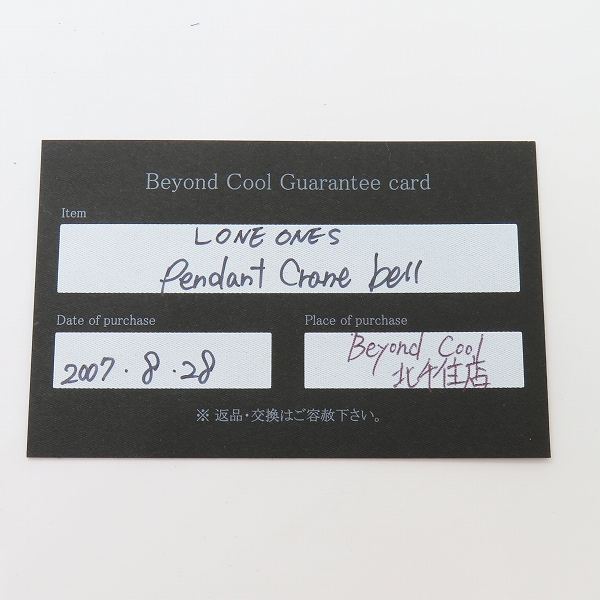 Beyond Cool Guarantee card
Item
LONE ONES
Pendant Crane bell
Date of purchase
Place of purchase
2007.8.28
Beyond Cool
北千住店
※ 返品・交換はご容赦下さい。